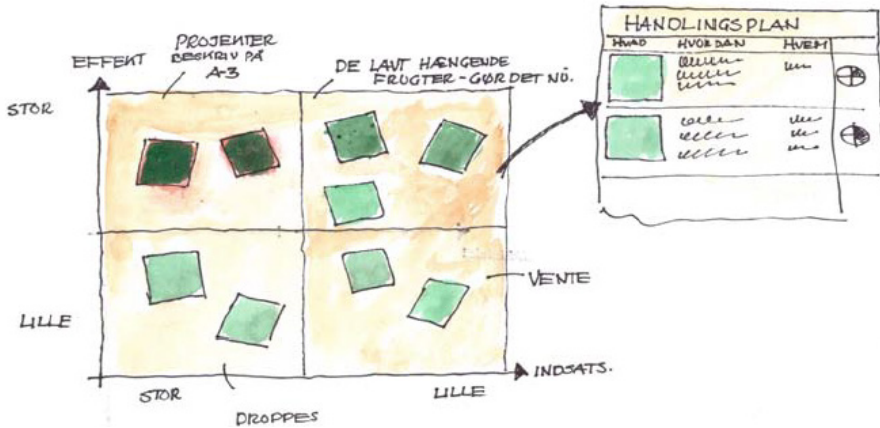 EFFEKT
PROJEKTER
BESKRIV PÅ
A-3
DE LAVT HÆNGENDE
FRUGTER - GØR DET NU.
STOR
LILLE
VENTE
STOR
LILLE
INDSATS.
DROPPES
HANDLINGSPLAN
HVAD HVORDAN HVEM